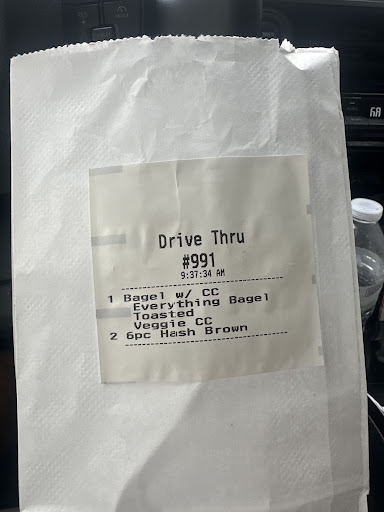 Drive Thru
#991
9:37:34 AM
1 Bagel w/ CC
Everything Bagel
Toasted
Veggie CC
2 6pc Hash Brown